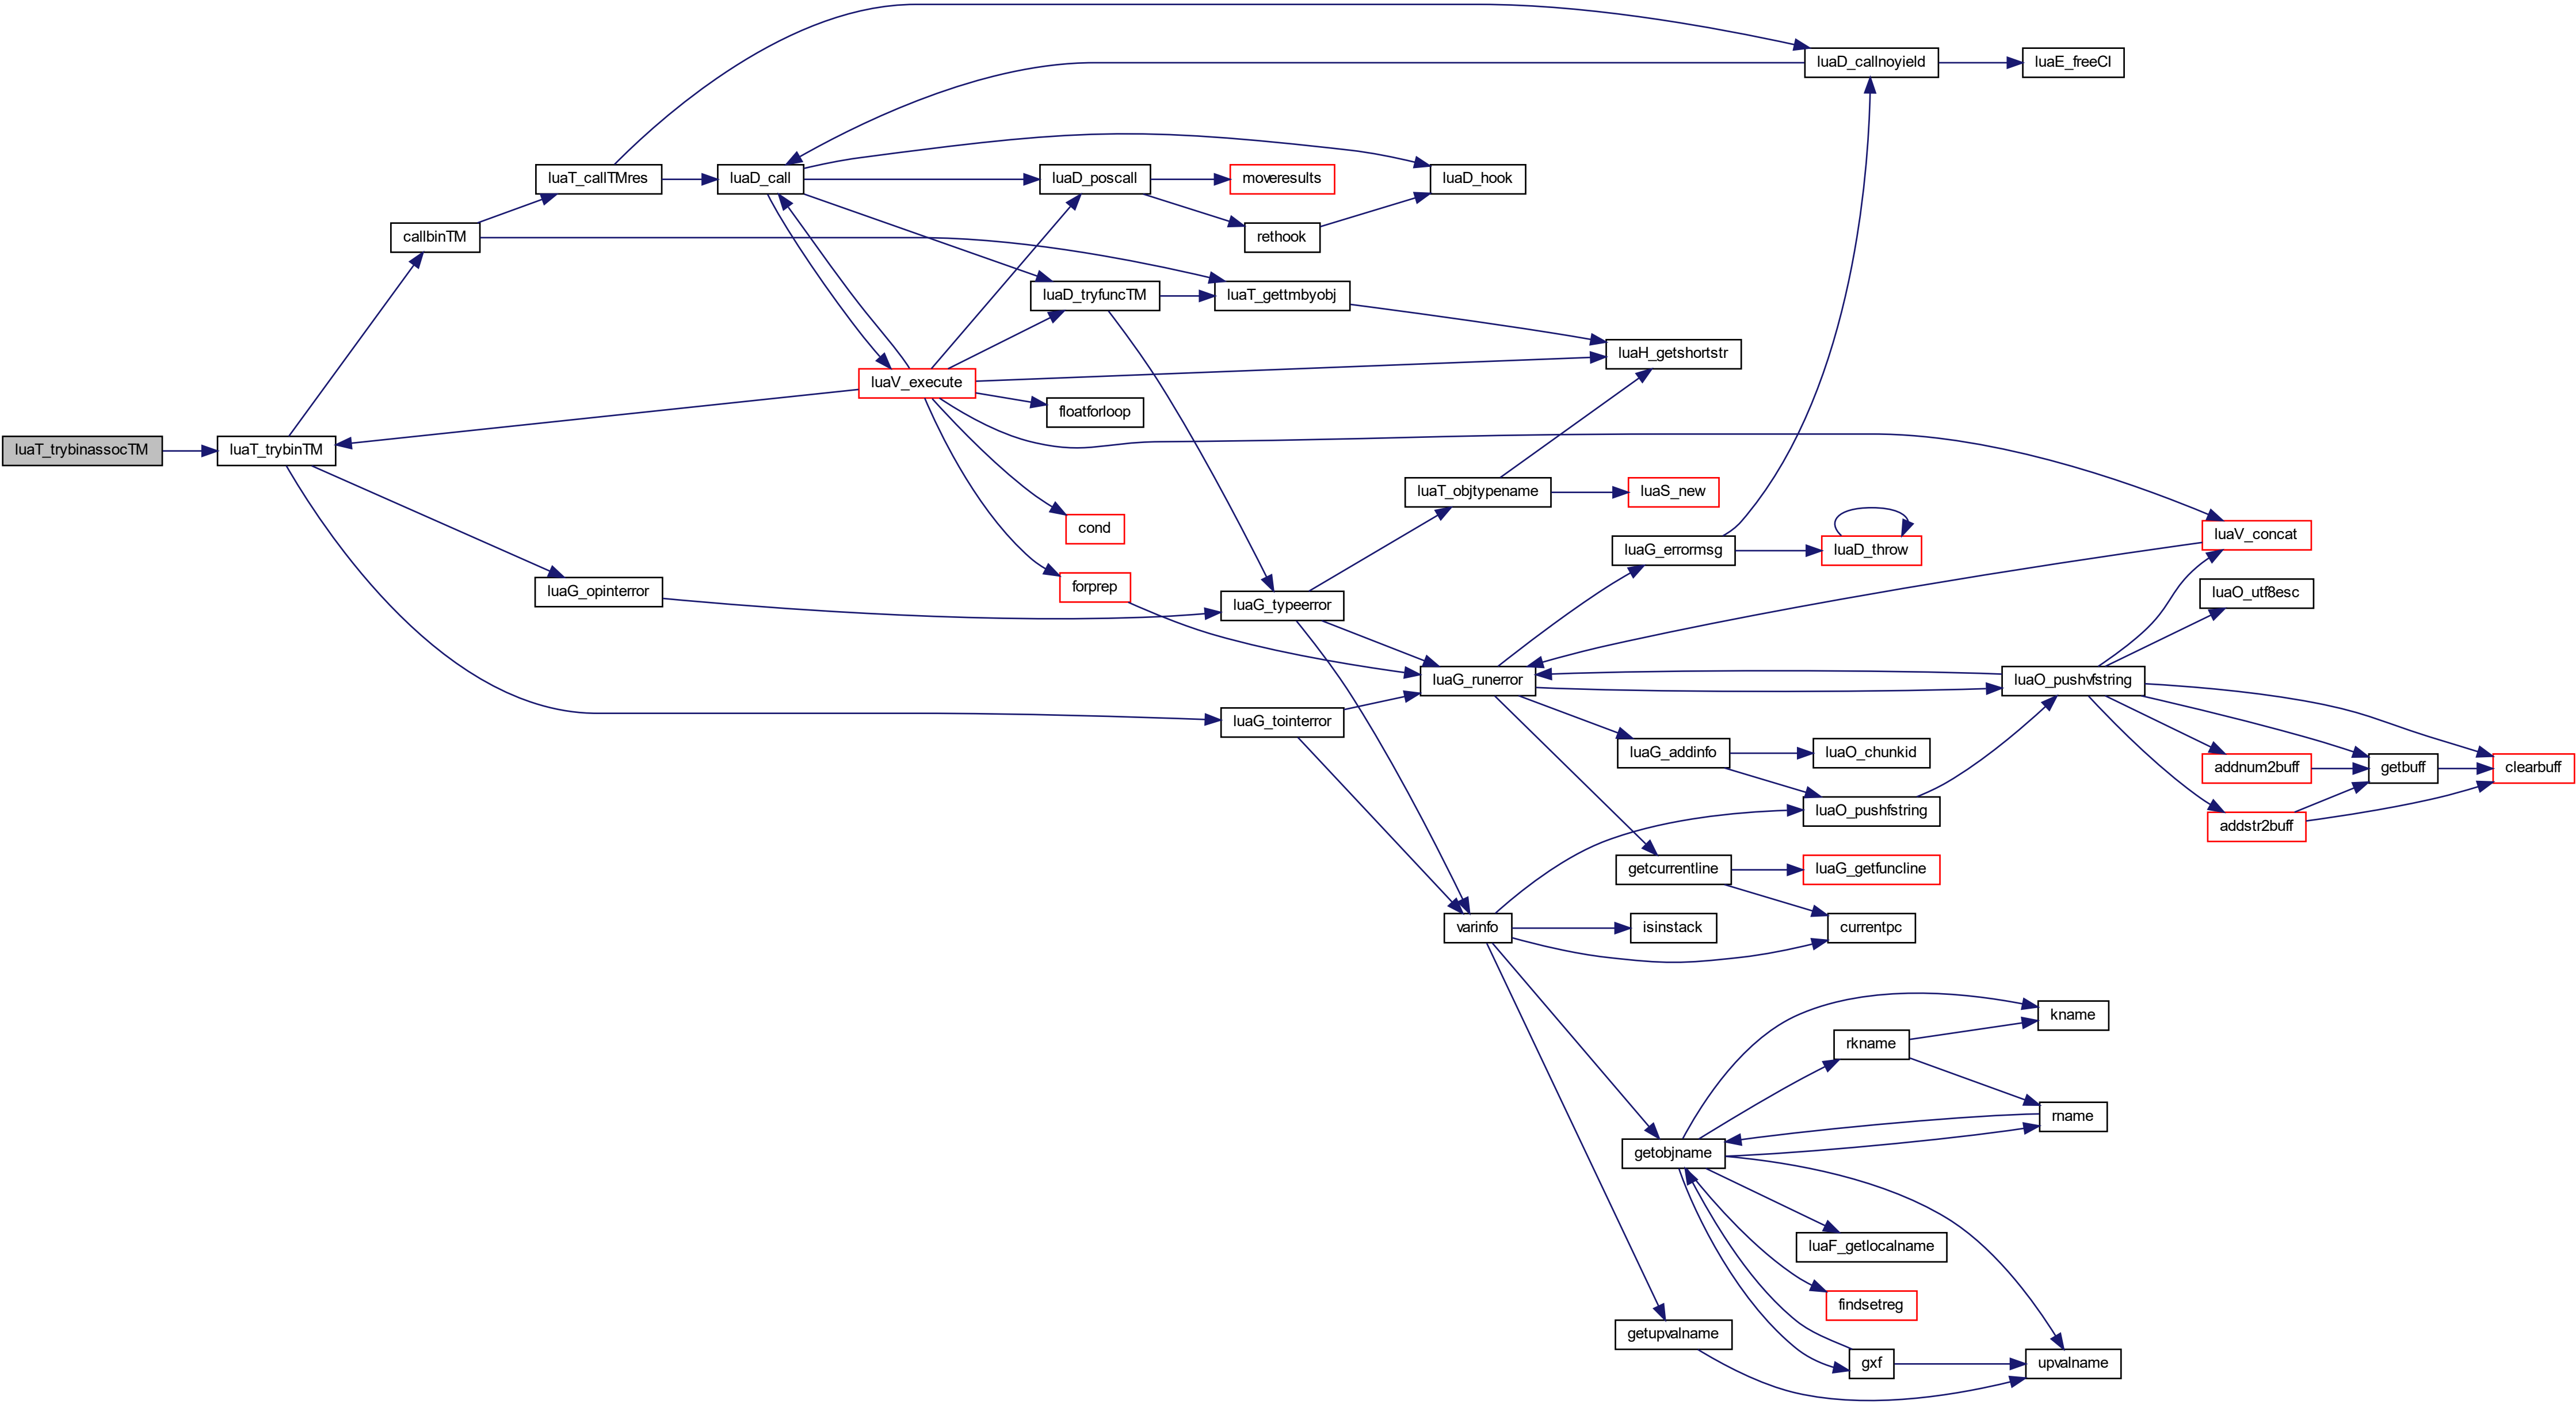 luaT_trybinassocTM
luaT_trybinTM
callbinTM
luaG_opinterror
luaG_tointerror
luaT_callTMres
luaD_call
luaV_execute
luaD_poscall
luaD_tryfuncTM
floatforloop
cond
forprep
moveresults
rethook
luaT_gettmbyobj
luaG_typeerror
luaD_hook
luaT_objtypename
luaG_runerror
varinfo
luaH_getshortstr
luaS_new
luaG_errormsg
luaG_addinfo
getcurrentline
isinstack
getobjname
getupvalname
luaD_callnoyield
luaD_throw
luaO_chunkid
luaO_pushfstring
luaG_getfuncline
currentpc
rkname
luaF_getlocalname
findsetreg
gxf
luaE_freeCI
luaO_pushvfstring
kname
rname
upvalname
luaV_concat
luaO_utf8esc
addnum2buff
addstr2buff
getbuff
clearbuff